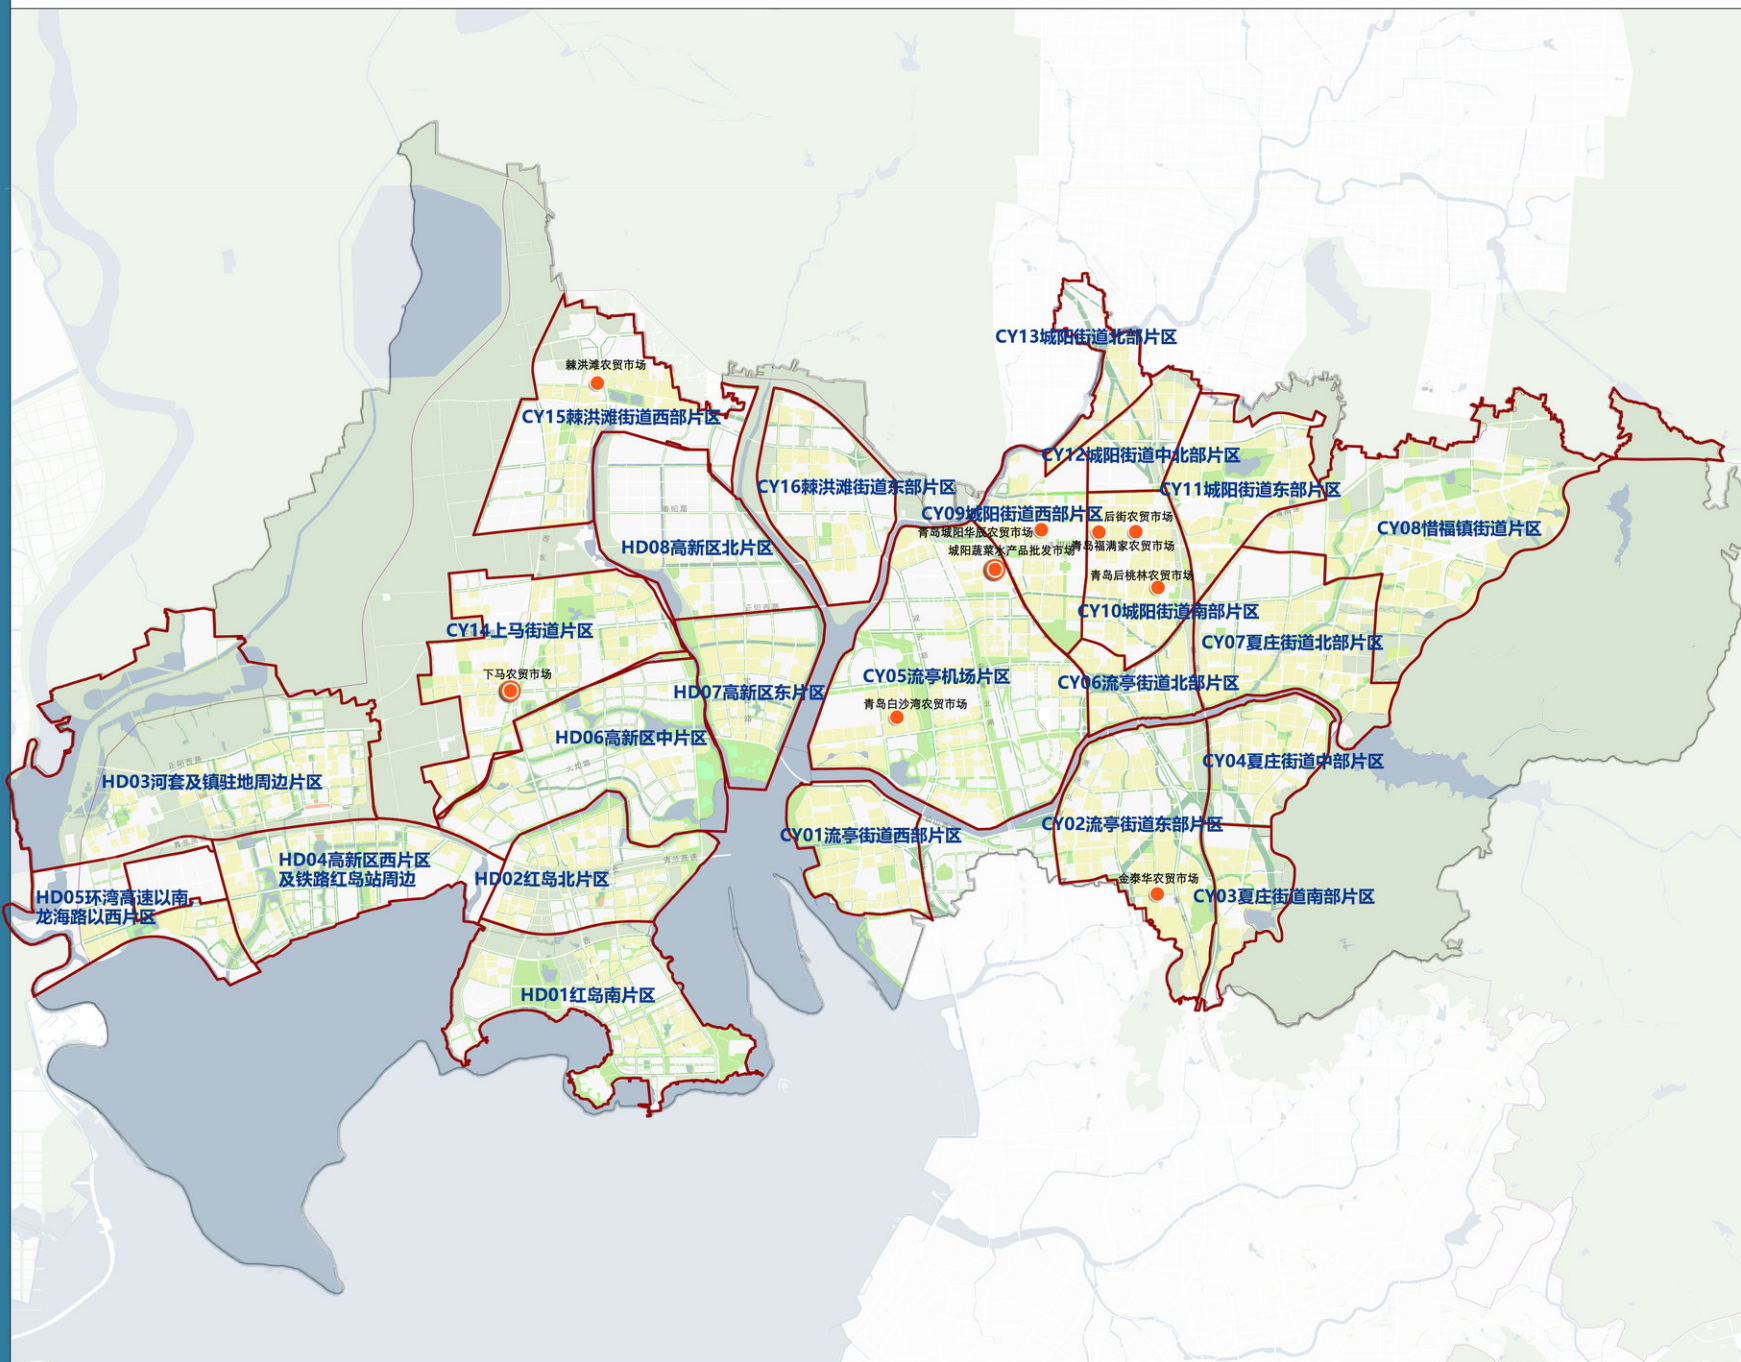 CY13城阳街道北部片区
棘洪滩农贸市场
CY15棘洪滩街道西部片区
CY12城阳街道中北部片区
CY16棘洪滩街道东部片区
CY11城阳街道东部片区
CY09城阳街道西部片区
后街农贸市场
CY08惜福镇街道片区
青岛城阳华辰农贸市场
HD08高新区北片区
城阳蔬菜水产品批发市场
青岛福满家农贸市场
青岛后桃林农贸市场
正阳西路
CY10城阳街道南部片区
CY14上马街道片区
CY07夏庄街道北部片区
下马农贸市场
CY05流亭机场片区
CY06流亭街道北部片区
HD07高新区东片区
青岛白沙湾农贸市场
HD06高新区中片区
正阳西路
CY04夏庄街道中部片区
HD03河套及镇驻地周边片区
CY02流亭街道东部片区
CY01流亭街道西部片区
HD04高新区西片区
及铁路红岛站周边
HD02红岛北片区
金泰华农贸市场
HD05环湾高速以南,
龙海路以西片区
CY03夏庄街道南部片区
HD01红岛南片区